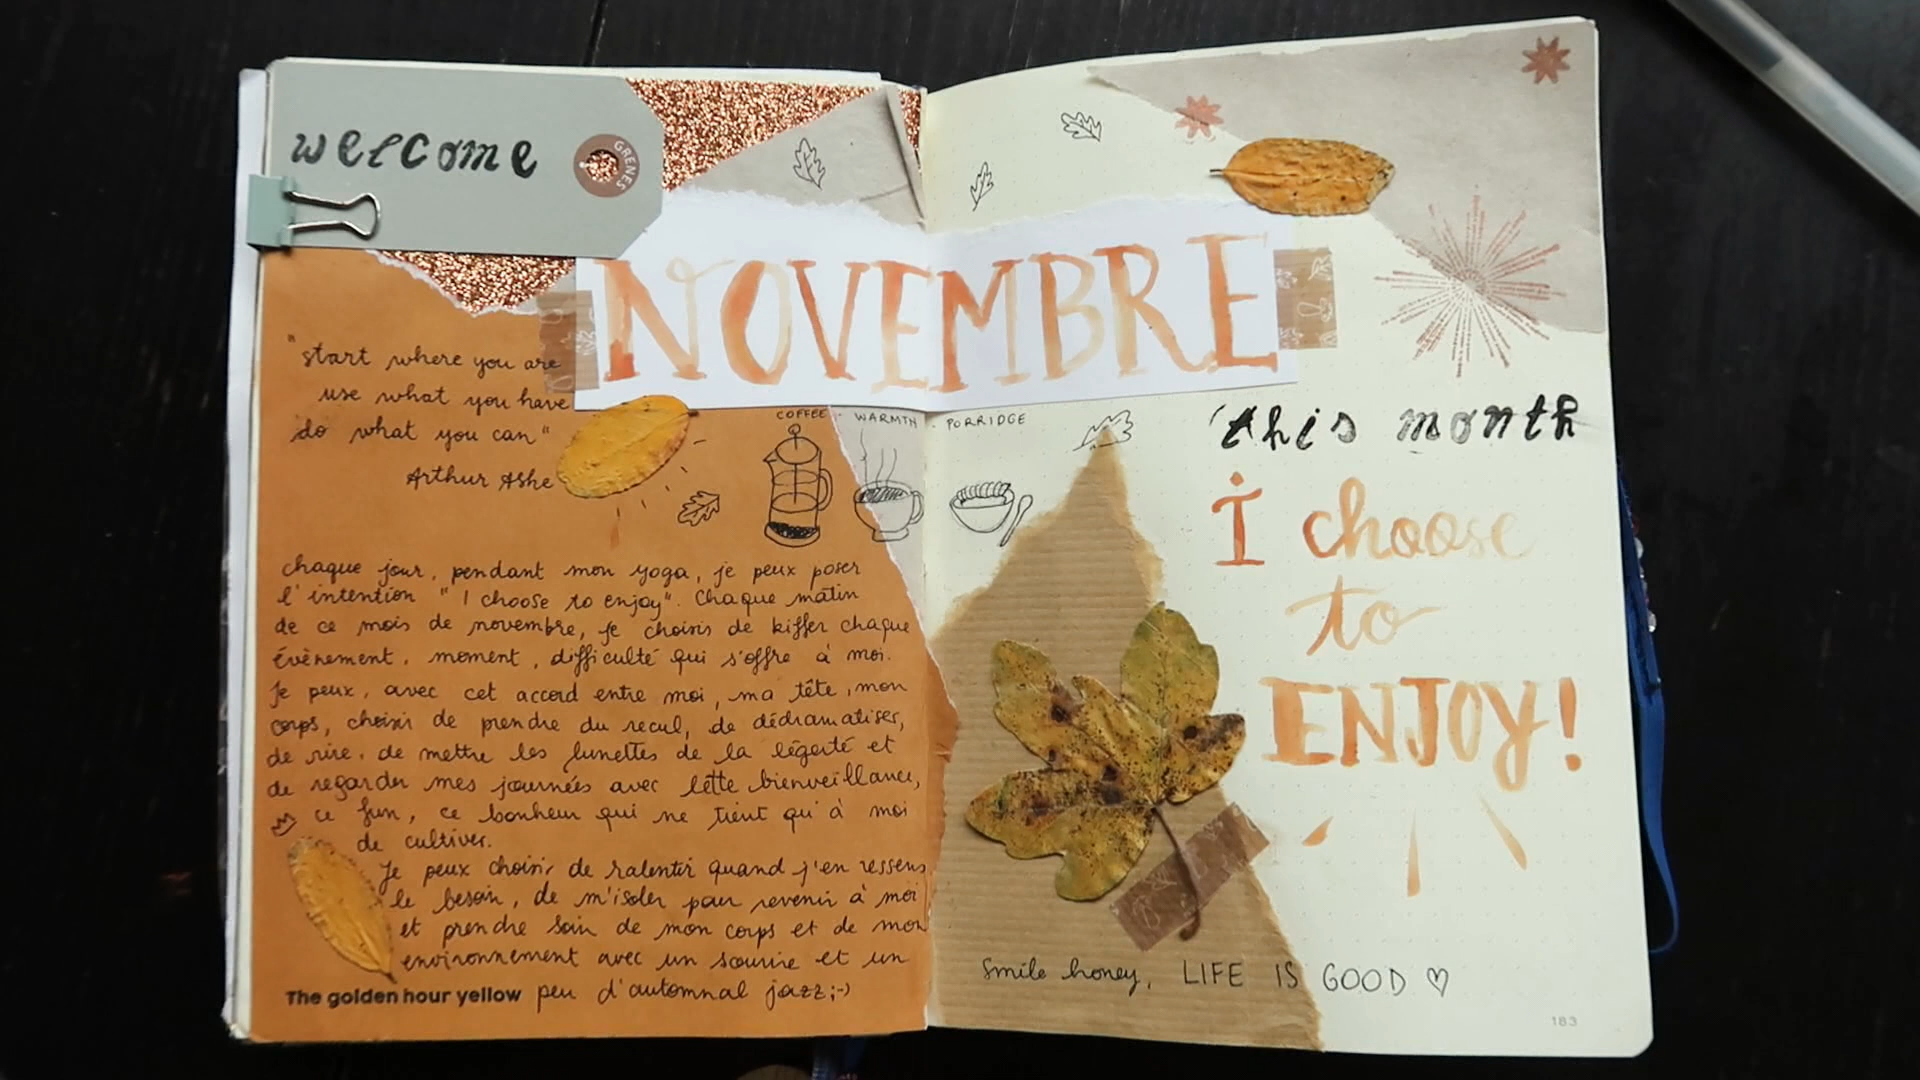 welcome
GRENES
NOVEMBRE
"start where you are
use what you have
do what you can"
Arthur Ashe
COFFEE . WARMTH . PORRIDGE
chaque jour, pendant mon yoga, je peux poser
l'intention "I choose to enjoy". Chaque matin
de ce mois de novembre, je choisis de kiffer chaque
évènement, moment, difficulté qui s'offre à moi.
Je peux, avec cet accord entre moi, ma tête, mon
corps, choisir de prendre du recul, de dédramatiser,
de rire, de mettre les lunettes de la légerté et
de regarder mes journées avec cette bienveillance,
ce fun, ce bonheur qui ne tient qu'à moi
de cultiver.
Je peux choisir de ralentir quand j'en ressens
le besoin, de m'isoler pour revenir à moi
et prendre soin de mon corps et de mon
environnement avec un sourire et un
The golden hour yellow peu d'automnal jazz ;-)
this month
I choose
to
ENJOY!
Smile honey, LIFE IS GOOD ♡
183